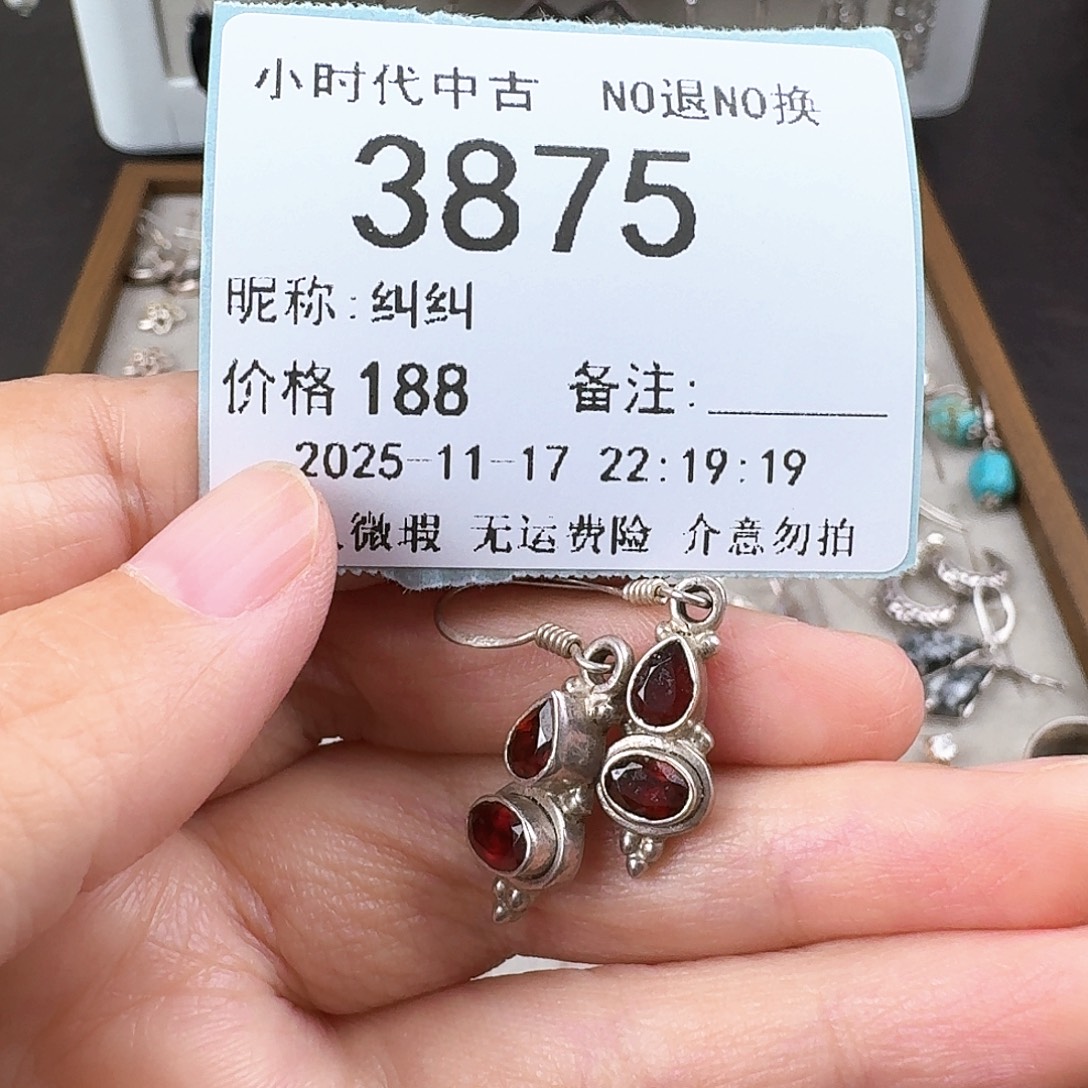 小时代中古 NO退NO换
3875
昵称:纠纠
价格 188 备注:
2025-11-17 22:19:19
微瑕 无运费险 介意勿拍